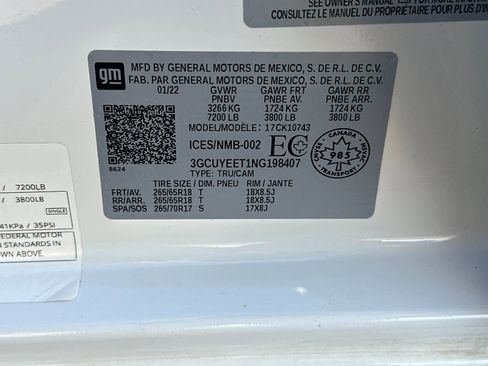 SEE OWNER'S MANUAL
CONSULTEZ LE MANUEL DU PROPRIÉTAIRE POUR PLUS
gm
MFD BY GENERAL MOTORS DE MEXICO, S. DE R.L. DE C.V.
FAB. PAR GENERAL MOTORS DE MEXICO, S. DE R.L. DE C.V.
01/22 GVWR GAWR FRT GAWR RR
PNBV PNBE AV. PNBE ARR.
3266 KG 1724 KG 1724 KG
7200 LB 3800 LB 3800 LB
MODEL/MODÈLE: 17CK10743
ICES/NMB-002 EC
CANADA
985
TRANSPORT
3GCUYEET1NG198407
8624
TYPE: TRU/CAM
TIRE SIZE/DIM. PNEU RIM / JANTE
FRT/AV. 265/65R18 T 18X8.5J
RR/ARR. 265/65R18 T 18X8.5J
SPA/SOS 265/70R17 S 17X8J
/ 7200LB
/ 3800LB
SINGLE
41KPa / 35PSI
FEDERAL MOTOR
N STANDARDS IN
OWN ABOVE.